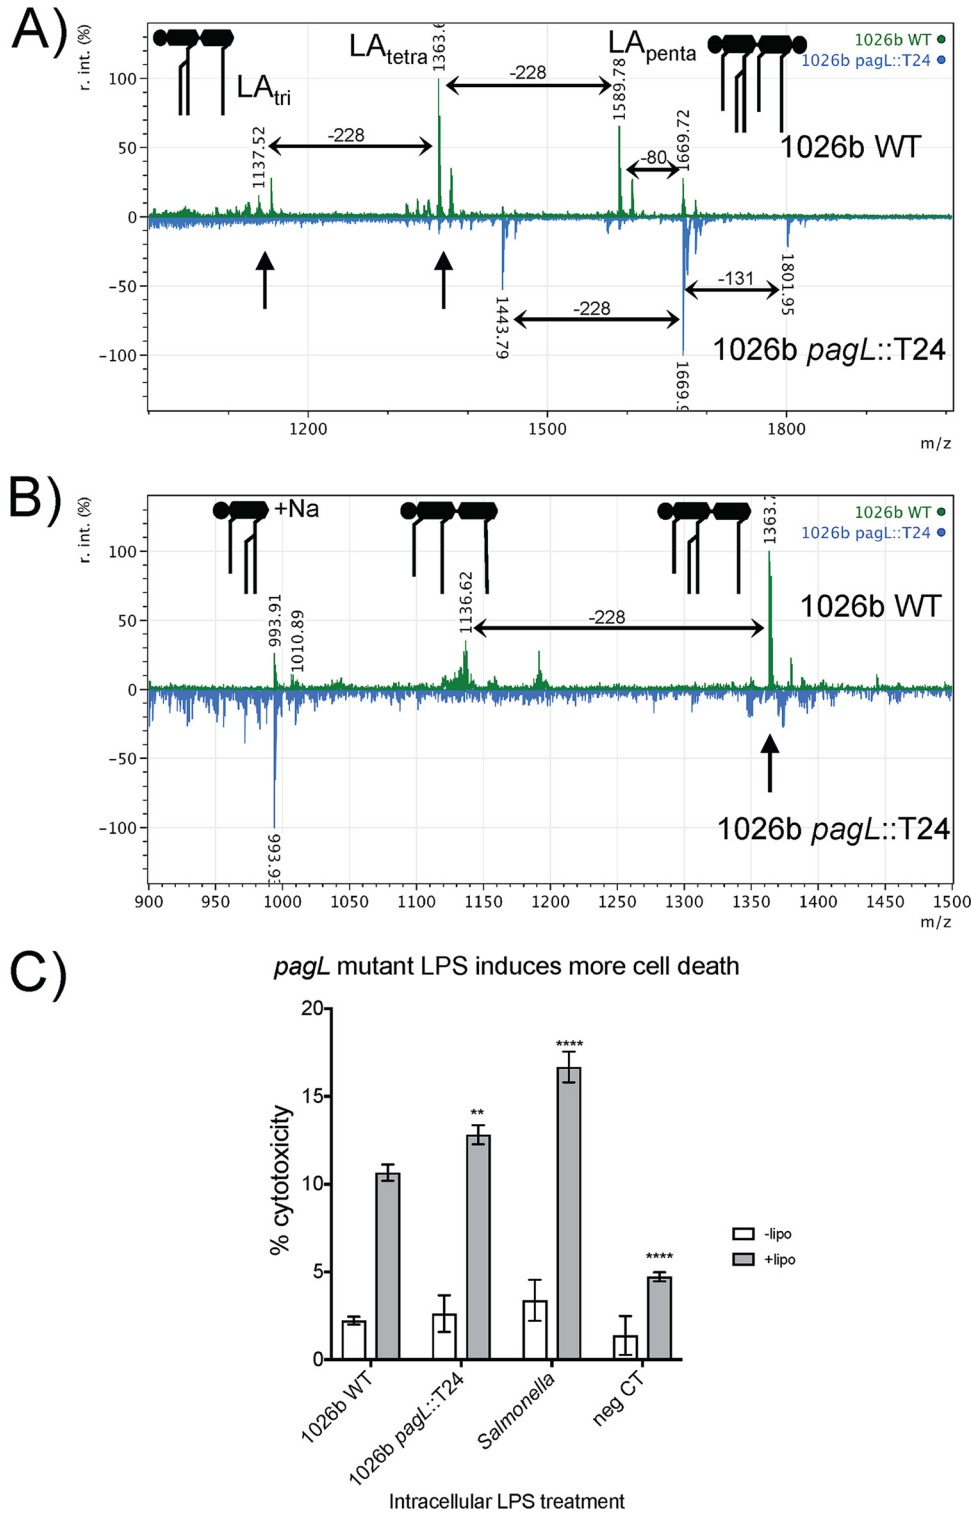 A)
r. int. (%)
100
50
0
−50
−100
LAtri
LAtetra
LApenta
1026b WT
1026b pagL::T24
1026b WT
1137.52
1363.6
1589.78
1669.72
-228
-228
-80
-131
-228
1443.79
1669.9
1801.95
1026b pagL::T24
1200
1500
1800
m/z
B)
r. int. (%)
100
50
0
−50
−100
+Na
1026b WT
1026b pagL::T24
1026b WT
993.91
1010.89
1136.62
1363.7
-228
993.93
1026b pagL::T24
900
950
1000
1050
1100
1150
1200
1250
1300
1350
1400
1450
1500
m/z
C)
pagL mutant LPS induces more cell death
% cytotoxicity
20
15
10
5
0
**
****
****
-lipo
+lipo
1026b WT
1026b pagL::T24
Salmonella
neg CT
Intracellular LPS treatment